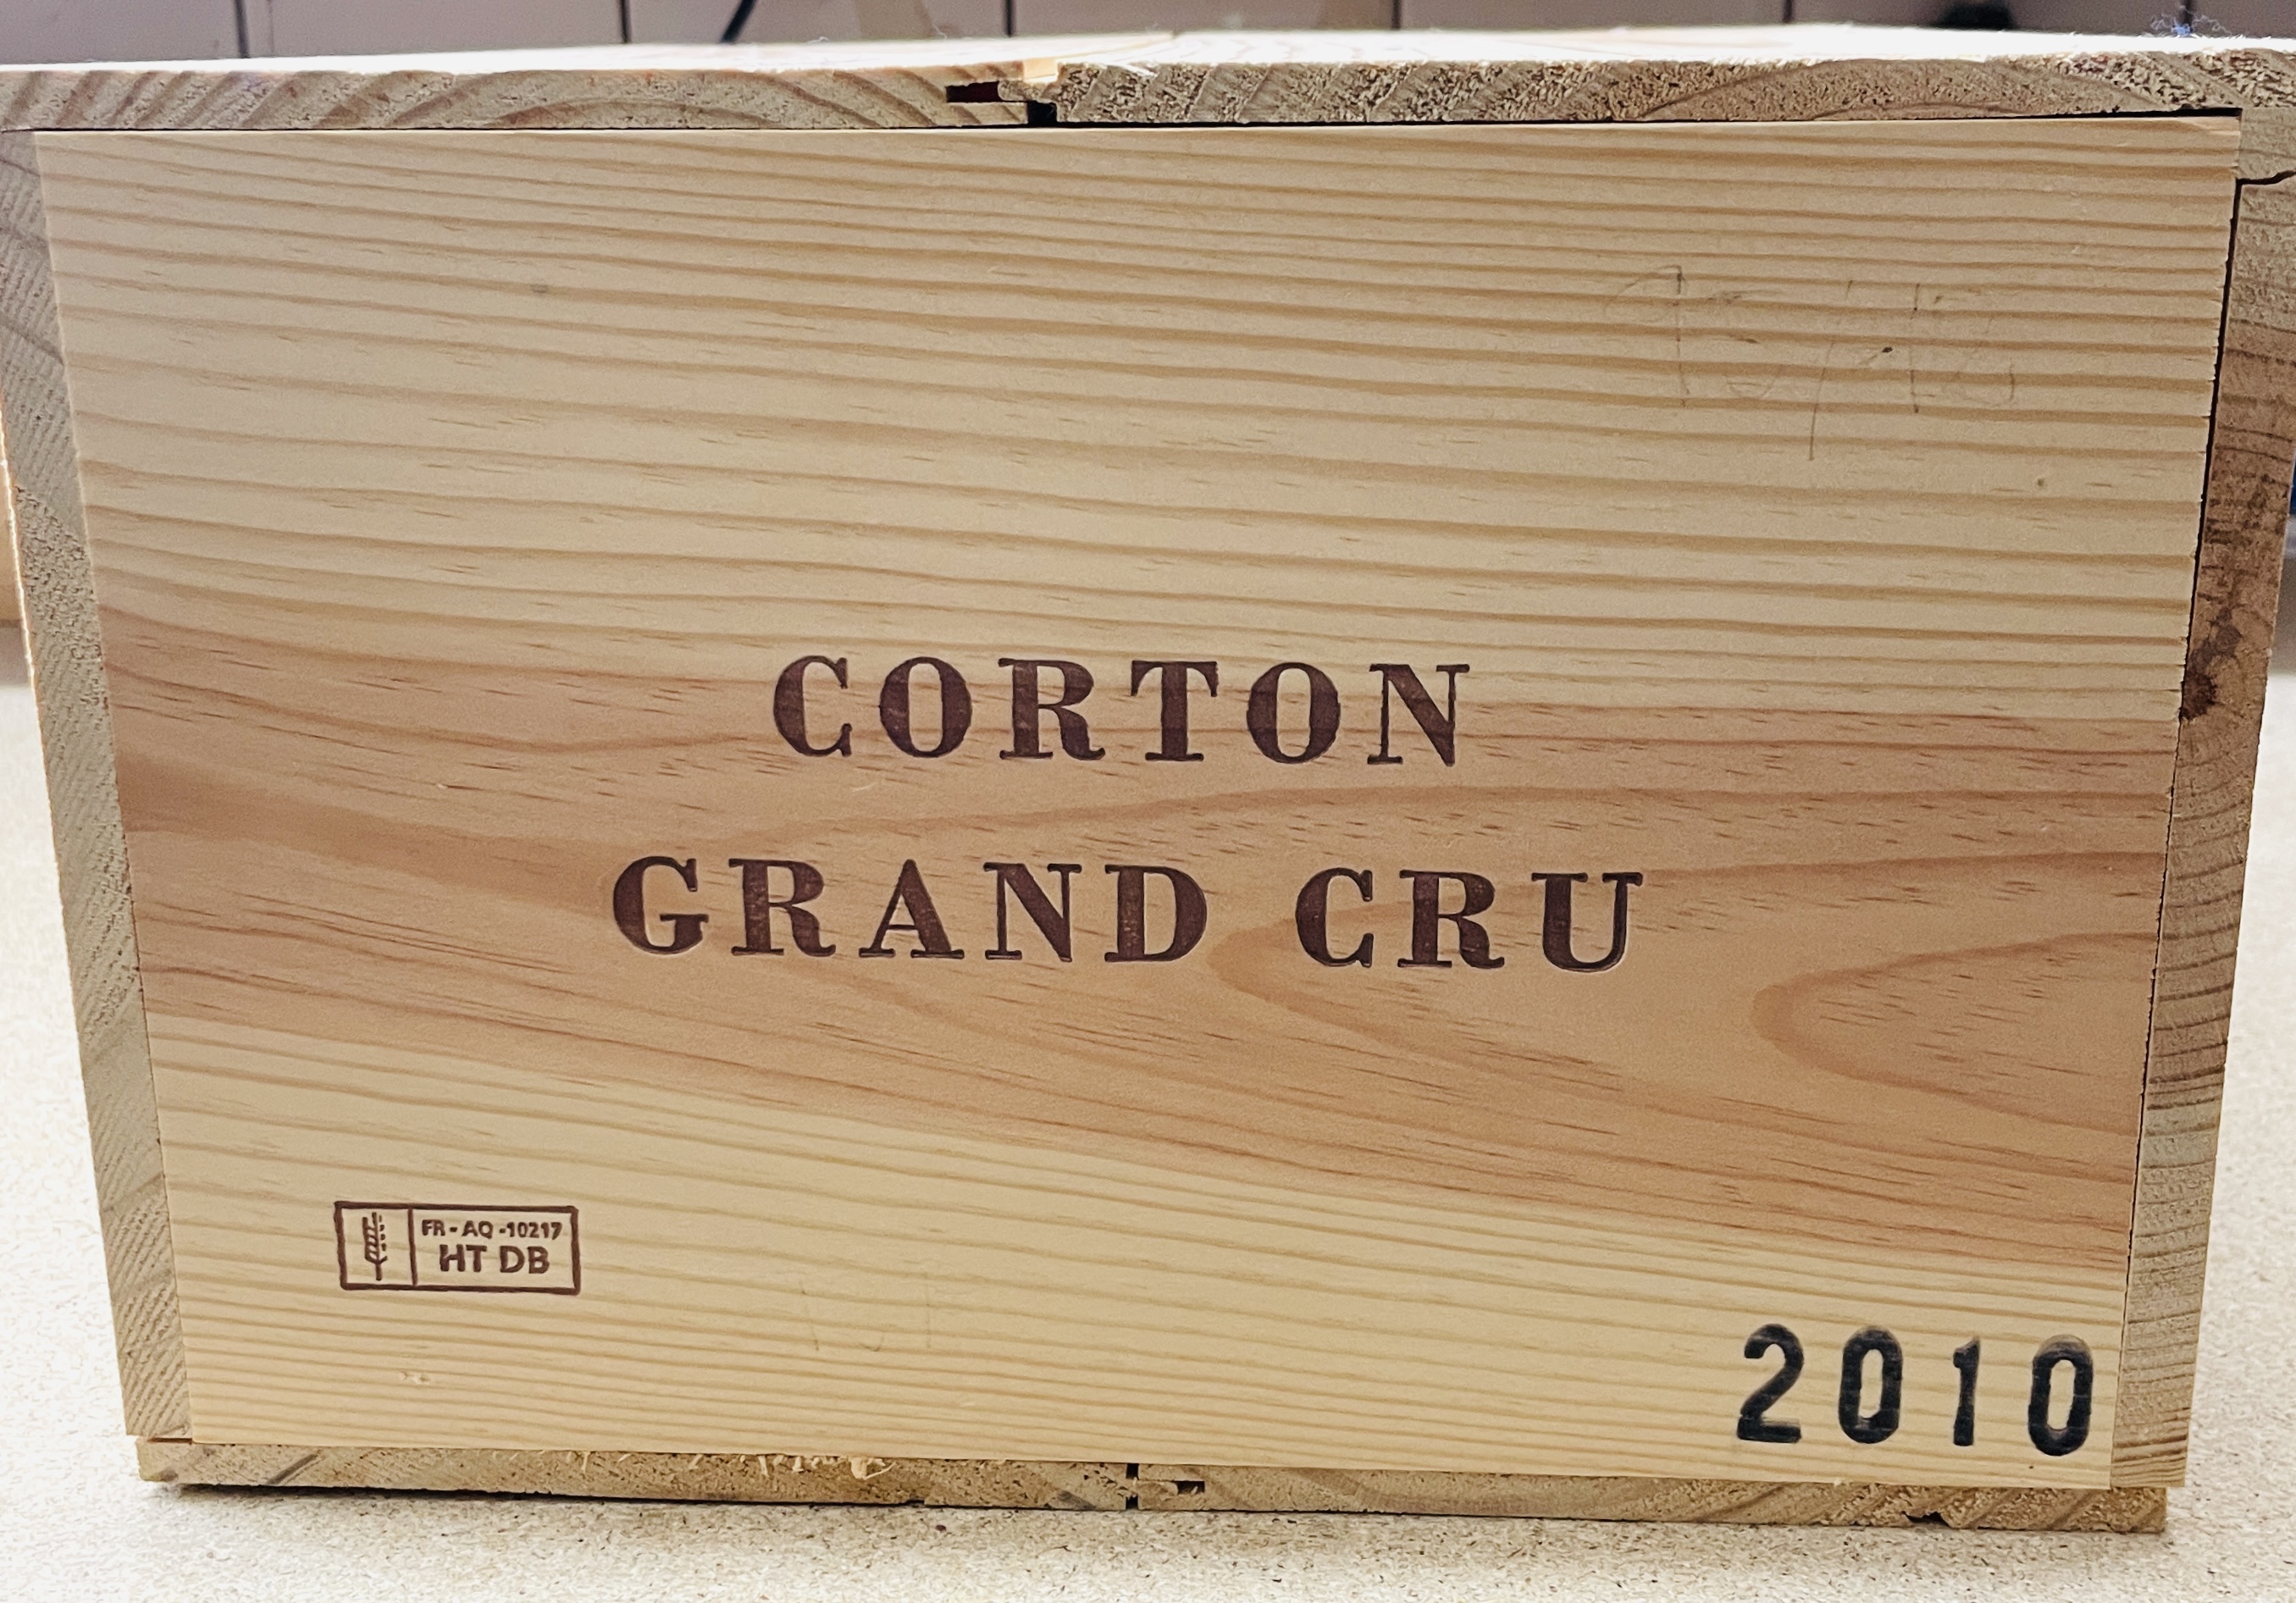 CORTON
GRAND CRU
FR-AQ-10217
HT DB
2010